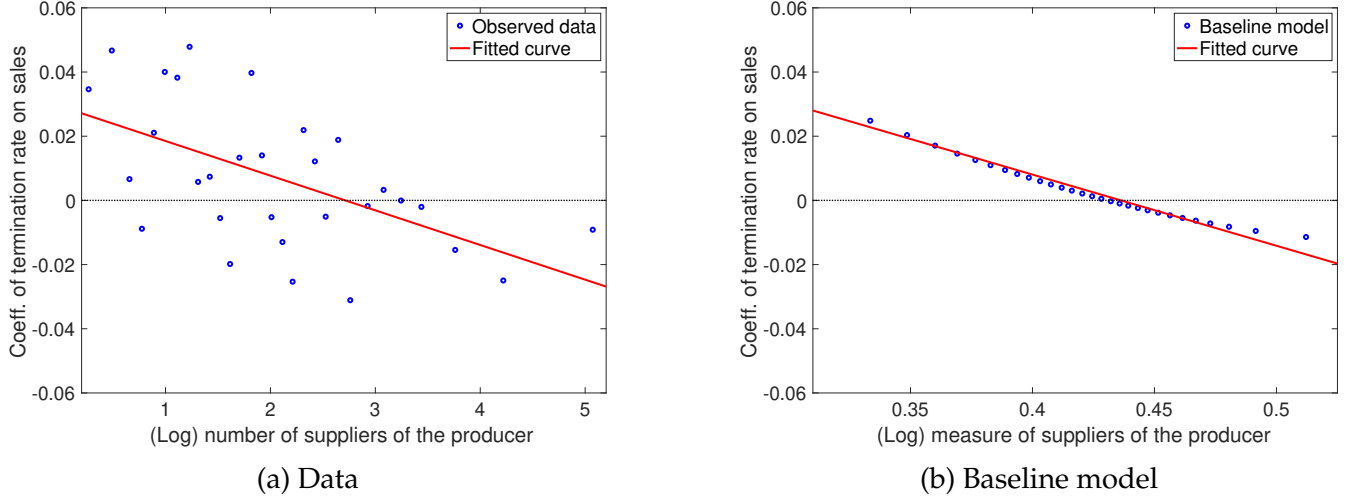 Coeff. of termination rate on sales
0.06
0.04
0.02
0
-0.02
-0.04
-0.06
1
2
3
4
5
(Log) number of suppliers of the producer
Observed data
Fitted curve
(a) Data
Coeff. of termination rate on sales
0.06
0.04
0.02
0
-0.02
-0.04
-0.06
0.35
0.4
0.45
0.5
(Log) measure of suppliers of the producer
Baseline model
Fitted curve
(b) Baseline model